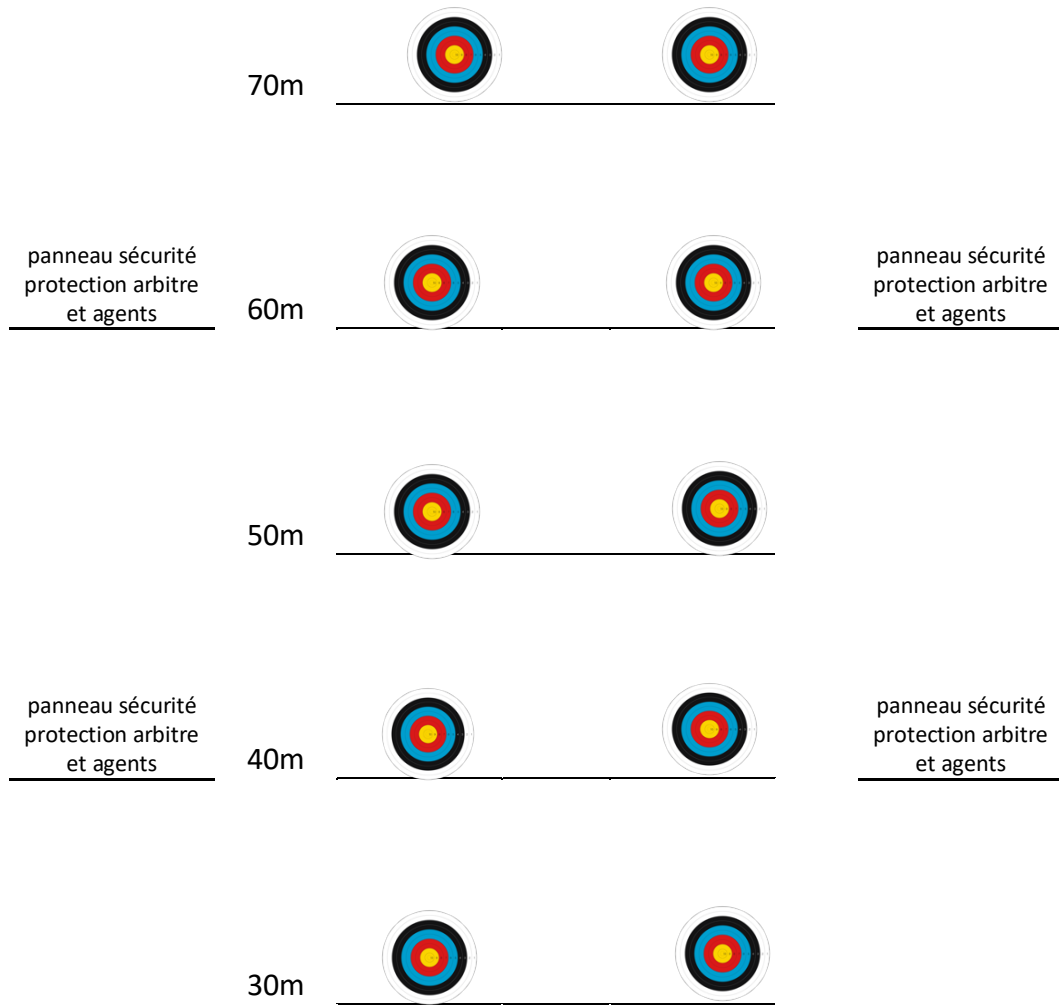 70m
panneau sécurité
protection arbitre
et agents
60m
panneau sécurité
protection arbitre
et agents
50m
panneau sécurité
protection arbitre
et agents
40m
panneau sécurité
protection arbitre
et agents
30m